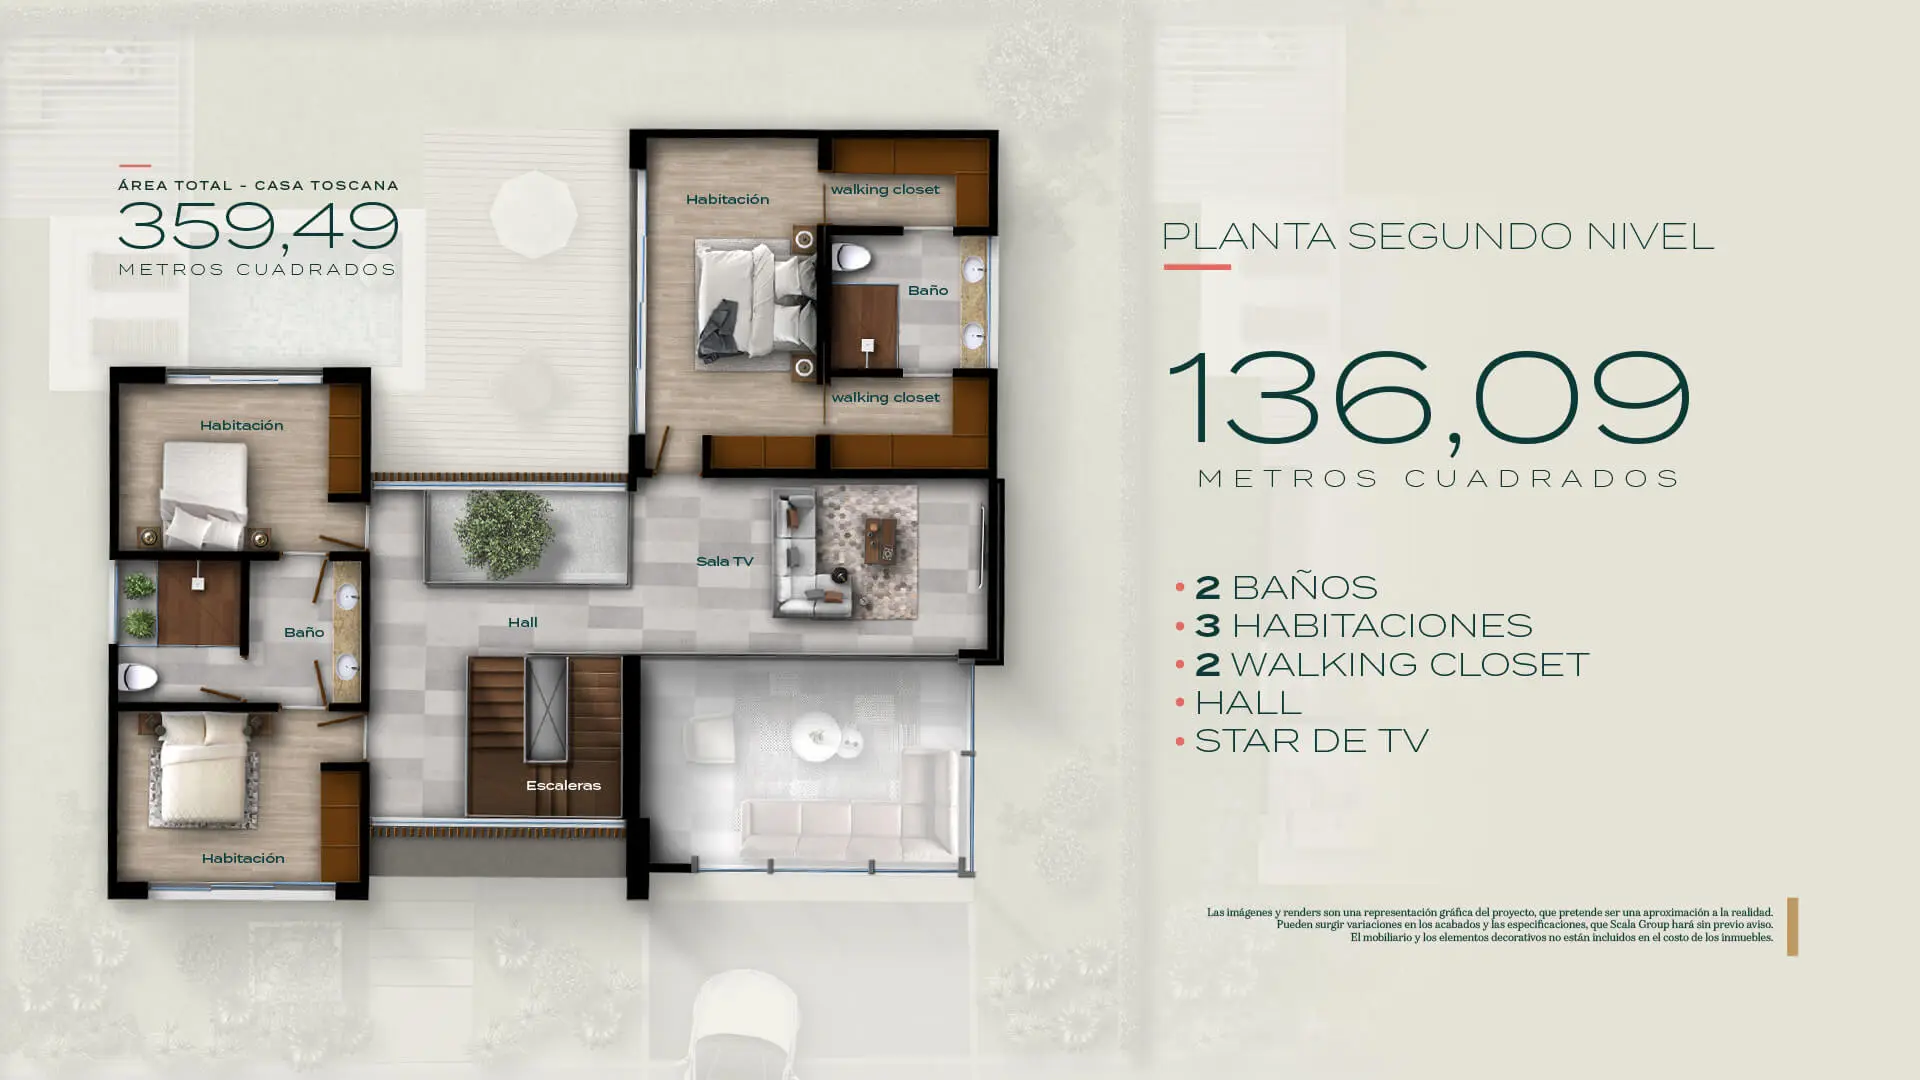 ÁREA TOTAL - CASA TOSCANA
359,49
METROS CUADRADOS
Habitación
walking closet
Baño
walking closet
Habitación
Sala TV
Hall
Baño
Escaleras
Habitación
PLANTA SEGUNDO NIVEL
136,09
METROS CUADRADOS
• 2 BAÑOS
• 3 HABITACIONES
• 2 WALKING CLOSET
• HALL
• STAR DE TV
Las imágenes y renders son una representación gráfica del proyecto, que pretende ser una aproximación a la realidad.
Pueden surgir variaciones en los acabados y las especificaciones, que Scala Group hará sin previo aviso.
El mobiliario y los elementos decorativos no están incluidos en el costo de los inmuebles.